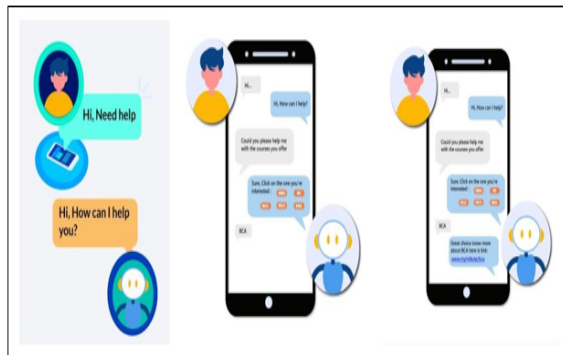 Hi, Need help
Hi, How can I help
you?
Hi...
Hi, How can I help?
Could you please help me
with the courses you offer
Sure, Click on the one you're
interested :
BCA
Hi...
Hi, How can I help?
Could you please help me
with the courses you offer
Sure, Click on the one you're
interested :
BCA
Great choice know more
about BCA here is link: